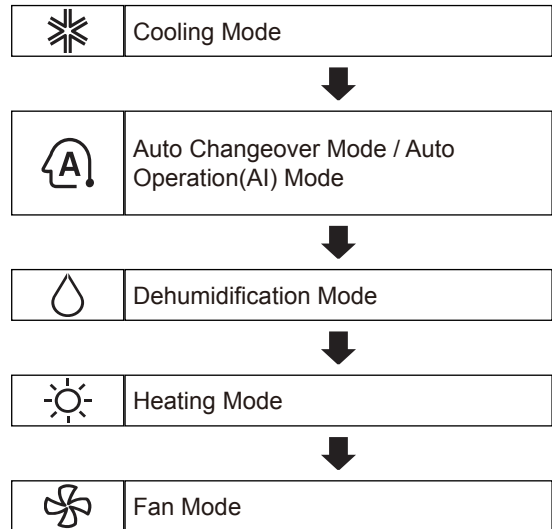 Cooling Mode
A
Auto Changeover Mode / Auto
Operation(AI) Mode
Dehumidification Mode
Heating Mode
Fan Mode